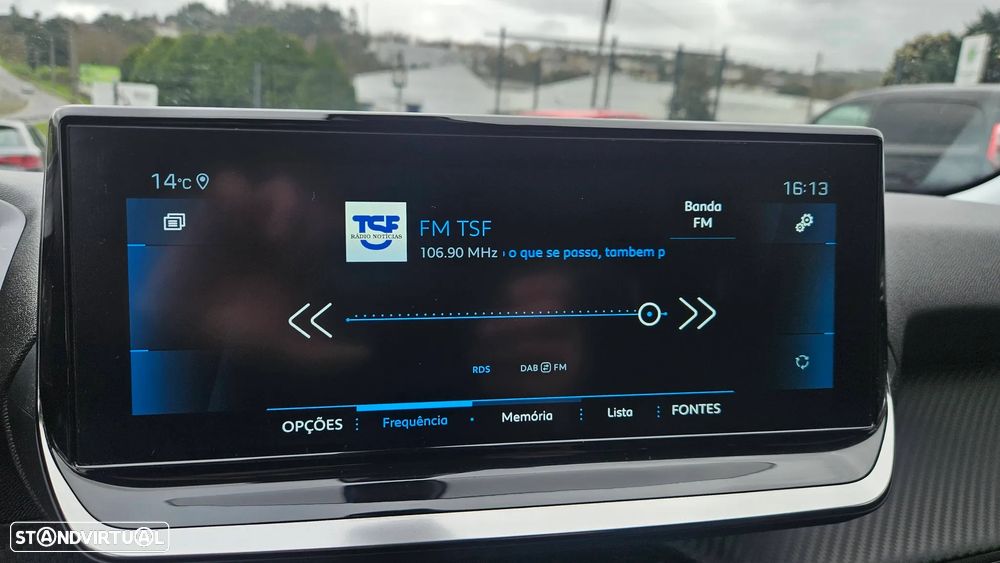 14°C
16:13
TSF
RÁDIO NOTÍCIAS
FM TSF
106.90 MHz o que se passa, tambem p
Banda
FM
RDS
DAB FM
OPÇÕES Frequência Memória Lista FONTES
STANDVIRTUAL